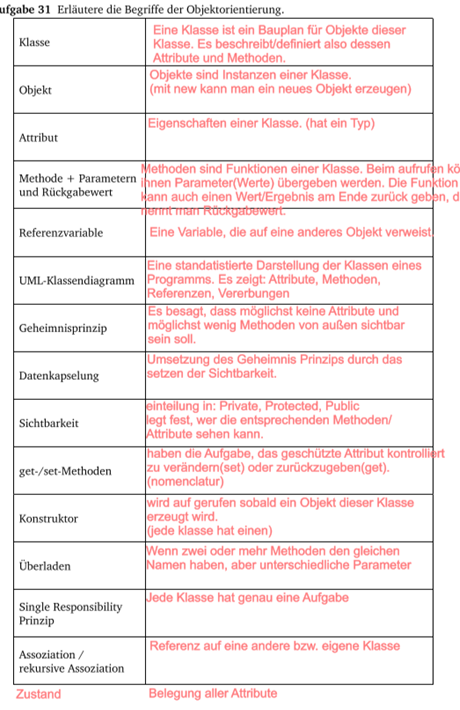 ufgabe 31 Erläutere die Begriffe der Objektorientierung.
Klasse
Eine Klasse ist ein Bauplan für Objekte dieser
Klasse. Es beschreibt/definiert also dessen
Attribute und Methoden.
Objekt
Objekte sind Instanzen einer Klasse.
(mit new kann man ein neues Objekt erzeugen)
Attribut
Eigenschaften einer Klasse. (hat ein Typ)
Methode + Parametern
und Rückgabewert
Methoden sind Funktionen einer Klasse. Beim aufrufen kö
ihnen Parameter(Werte) übergeben werden. Die Funktion
kann auch einen Wert/Ergebnis am Ende zurück geben, d
nennt man Rückgabewert.
Referenzvariable
Eine Variable, die auf eine anderes Objekt verweist.
UML-Klassendiagramm
Eine standatistierte Darstellung der Klassen eines
Programms. Es zeigt: Attribute, Methoden,
Referenzen, Vererbungen
Geheimnisprinzip
Es besagt, dass möglichst keine Attribute und
möglichst wenig Methoden von außen sichtbar
sein soll.
Datenkapselung
Umsetzung des Geheimnis Prinzips durch das
setzen der Sichtbarkeit.
Sichtbarkeit
einteilung in: Private, Protected, Public
legt fest, wer die entsprechenden Methoden/
Attribute sehen kann.
get-/set-Methoden
haben die Aufgabe, das geschützte Attribut kontrolliert
zu verändern(set) oder zurückzugeben(get).
(nomenclatur)
Konstruktor
wird auf gerufen sobald ein Objekt dieser Klasse
erzeugt wird.
(jede klasse hat einen)
Überladen
Wenn zwei oder mehr Methoden den gleichen
Namen haben, aber unterschiedliche Parameter
Single Responsibility
Prinzip
Jede Klasse hat genau eine Aufgabe
Assoziation /
rekursive Assoziation
Referenz auf eine andere bzw. eigene Klasse
Zustand
Belegung aller Attribute